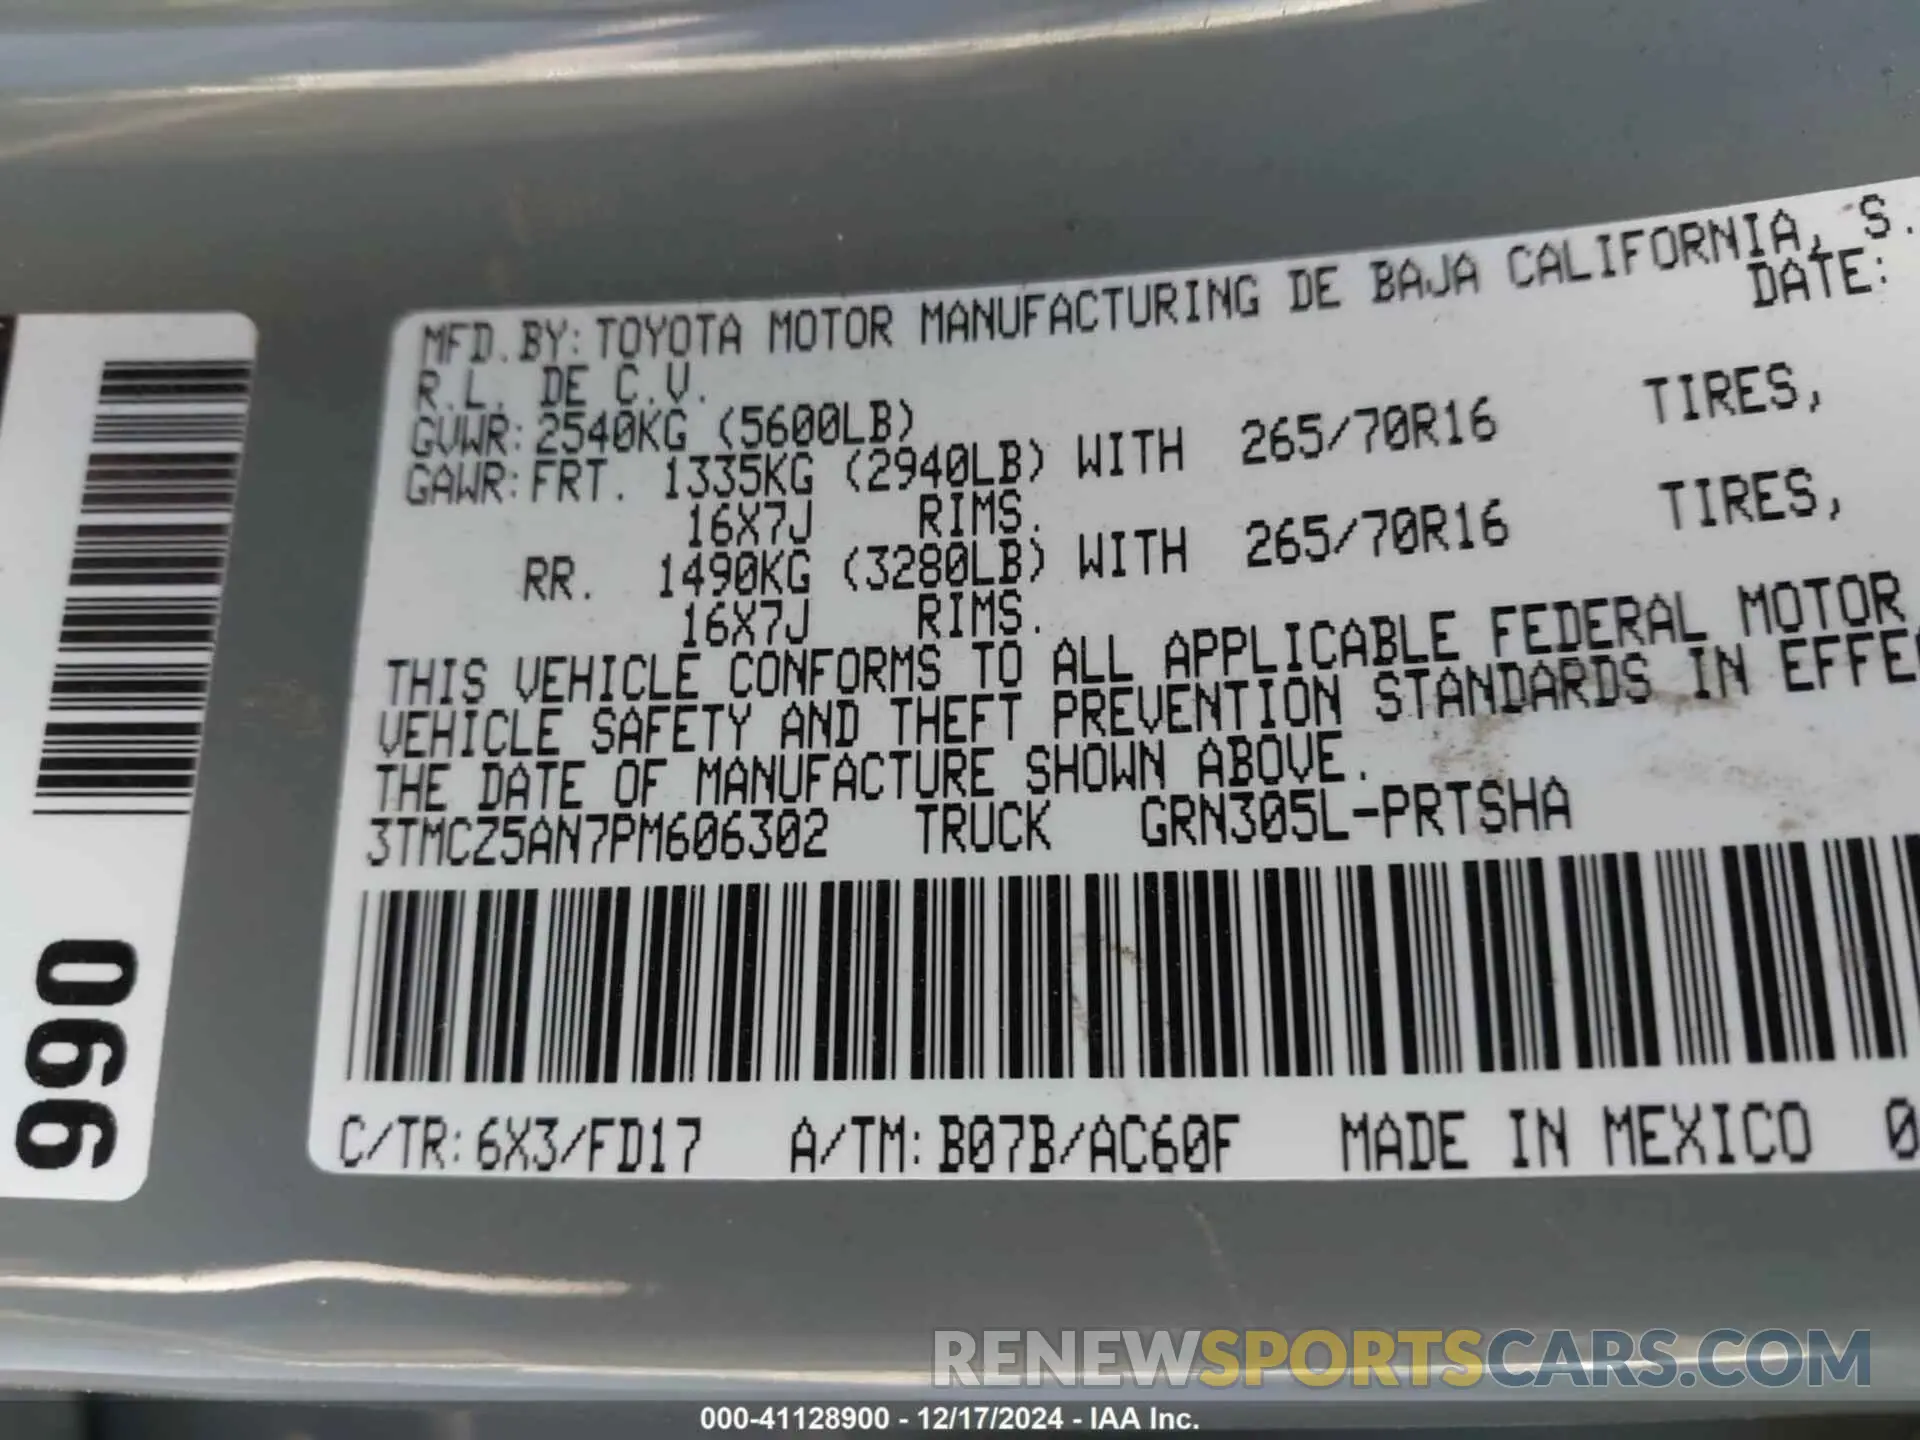 MFD.BY: TOYOTA MOTOR MANUFACTURING DE BAJA CALIFORNIA, S.
R.L. DE C.V. DATE:
GVWR: 2540KG (5600LB)
GAWR: FRT. 1335KG (2940LB) WITH 265/70R16 TIRES,
16X7J RIMS.
RR. 1490KG (3280LB) WITH 265/70R16 TIRES,
16X7J RIMS.
THIS VEHICLE CONFORMS TO ALL APPLICABLE FEDERAL MOTOR
VEHICLE SAFETY AND THEFT PREVENTION STANDARDS IN
THE DATE OF MANUFACTURE SHOWN ABOVE.
3TMCZ5AN7PM606302 TRUCK GRN305L-PRTSHA
C/TR: 6X3/FD17 A/TM: B07B/AC60F MADE IN MEXICO 0
990
RENEWSPORTSCARS.COM
000-41128900 - 12/17/2024 - IAA Inc.